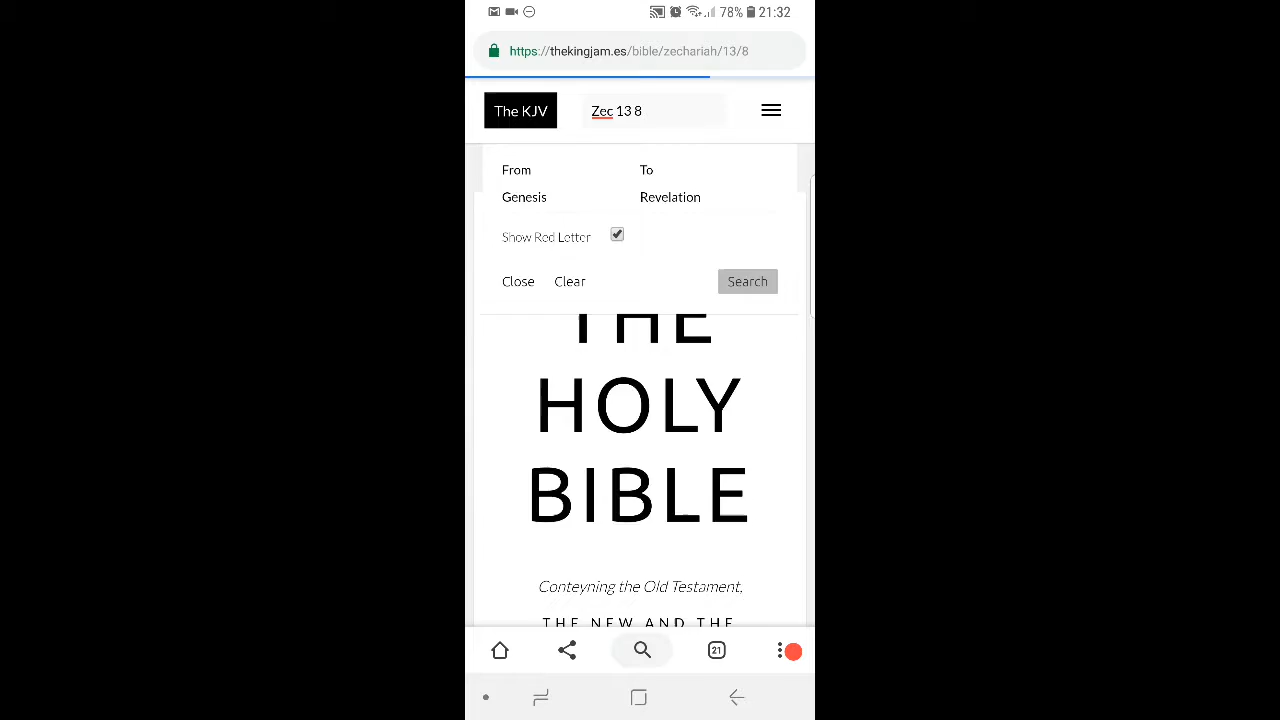 78% 21:32
https://thekingjam.es/bible/zechariah/13/8
The KJV Zec 13 8
From To
Genesis Revelation
Show Red Letter
Close Clear Search
THE
HOLY
BIBLE
Conteyning the Old Testament,
THE NEW AND THE
21